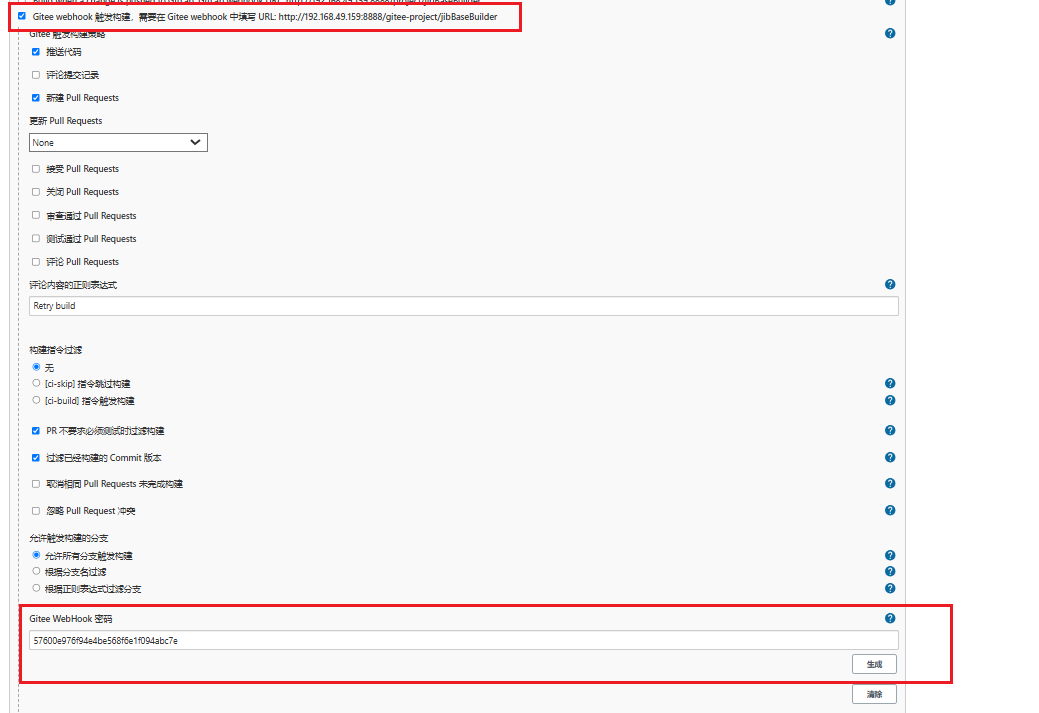 Gitee webhook 触发构建，需要在 Gitee webhook 中填写 URL: http://192.168.49.159:8888/gitee-project/jibBaseBuilder
Gitee 触发构建策略
推送代码
评论提交记录
新建 Pull Requests
更新 Pull Requests
None
接受 Pull Requests
关闭 Pull Requests
审查通过 Pull Requests
测试通过 Pull Requests
评论 Pull Requests
评论内容的正则表达式
Retry build
构建指令过滤
无
[ci-skip] 指令跳过构建
[ci-build] 指令触发构建
PR 不要求必须测试时过滤构建
过滤已经构建的 Commit 版本
取消相同 Pull Requests 未完成构建
忽略 Pull Request 冲突
允许触发构建的分支
允许所有分支触发构建
根据分支名过滤
根据正则表达式过滤分支
Gitee WebHook 密码
57600e976f94e4be568f6e1f094abc7e
生成
清除